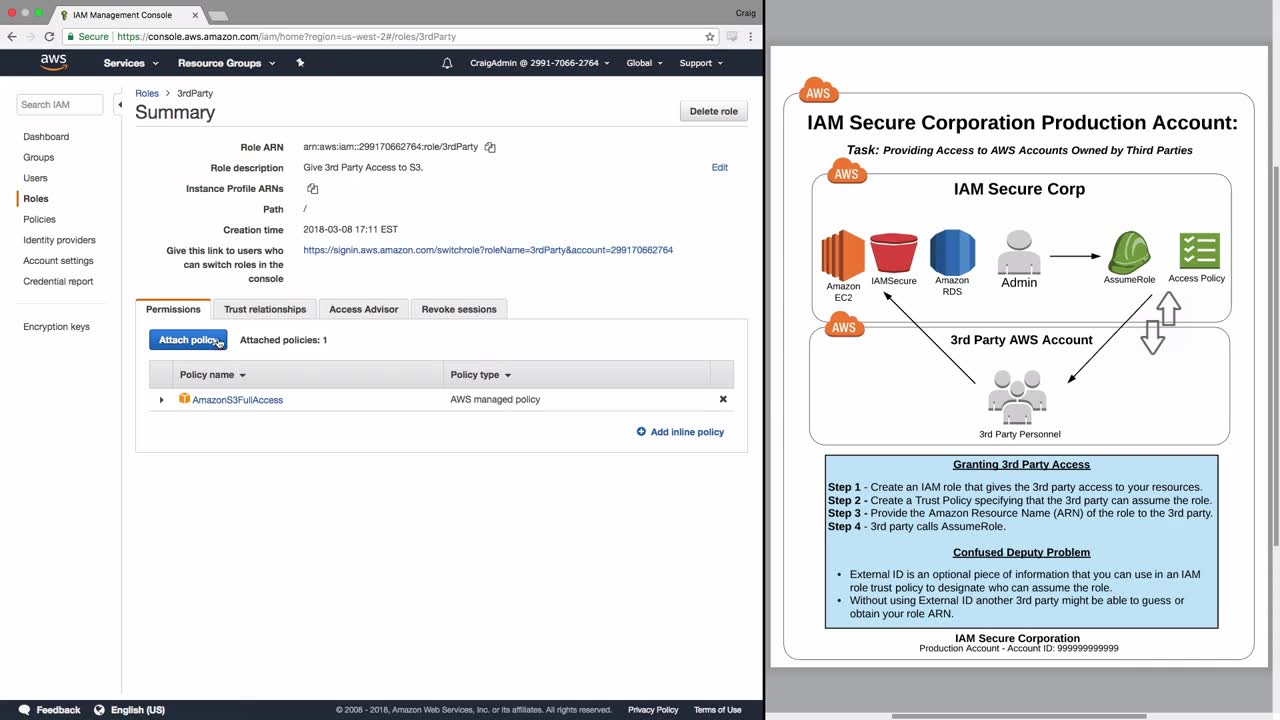 IAM Management Console
Craig
Secure https://console.aws.amazon.com/iam/home?region=us-west-2#/roles/3rdParty
aws Services Resource Groups CraigAdmin @ 2991-7066-2764 Global Support
Search IAM
Dashboard
Groups
Users
Roles
Policies
Identity providers
Account settings
Credential report
Encryption keys
Roles > 3rdParty
Summary
Delete role
Role ARN arn:aws:iam::299170662764:role/3rdParty
Role description Give 3rd Party Access to S3. Edit
Instance Profile ARNs
Path /
Creation time 2018-03-08 17:11 EST
Give this link to users who can switch roles in the console https://signin.aws.amazon.com/switchrole?roleName=3rdParty&account=299170662764
Permissions Trust relationships Access Advisor Revoke sessions
Attach policy Attached policies: 1
Policy name Policy type
AmazonS3FullAccess AWS managed policy
Add inline policy
Feedback English (US) © 2008 - 2018, Amazon Web Services, Inc. or its affiliates. All rights reserved. Privacy Policy Terms of Use
AWS
IAM Secure Corporation Production Account:
Task: Providing Access to AWS Accounts Owned by Third Parties
AWS
IAM Secure Corp
Amazon
EC2
IAMSecure
Amazon
RDS
Admin
AssumeRole
Access Policy
AWS
3rd Party AWS Account
3rd Party Personnel
Granting 3rd Party Access
Step 1 - Create an IAM role that gives the 3rd party access to your resources.
Step 2 - Create a Trust Policy specifying that the 3rd party can assume the role.
Step 3 - Provide the Amazon Resource Name (ARN) of the role to the 3rd party.
Step 4 - 3rd party calls AssumeRole.
Confused Deputy Problem
• External ID is an optional piece of information that you can use in an IAM
role trust policy to designate who can assume the role.
• Without using External ID another 3rd party might be able to guess or
obtain your role ARN.
IAM Secure Corporation
Production Account - Account ID: 999999999999